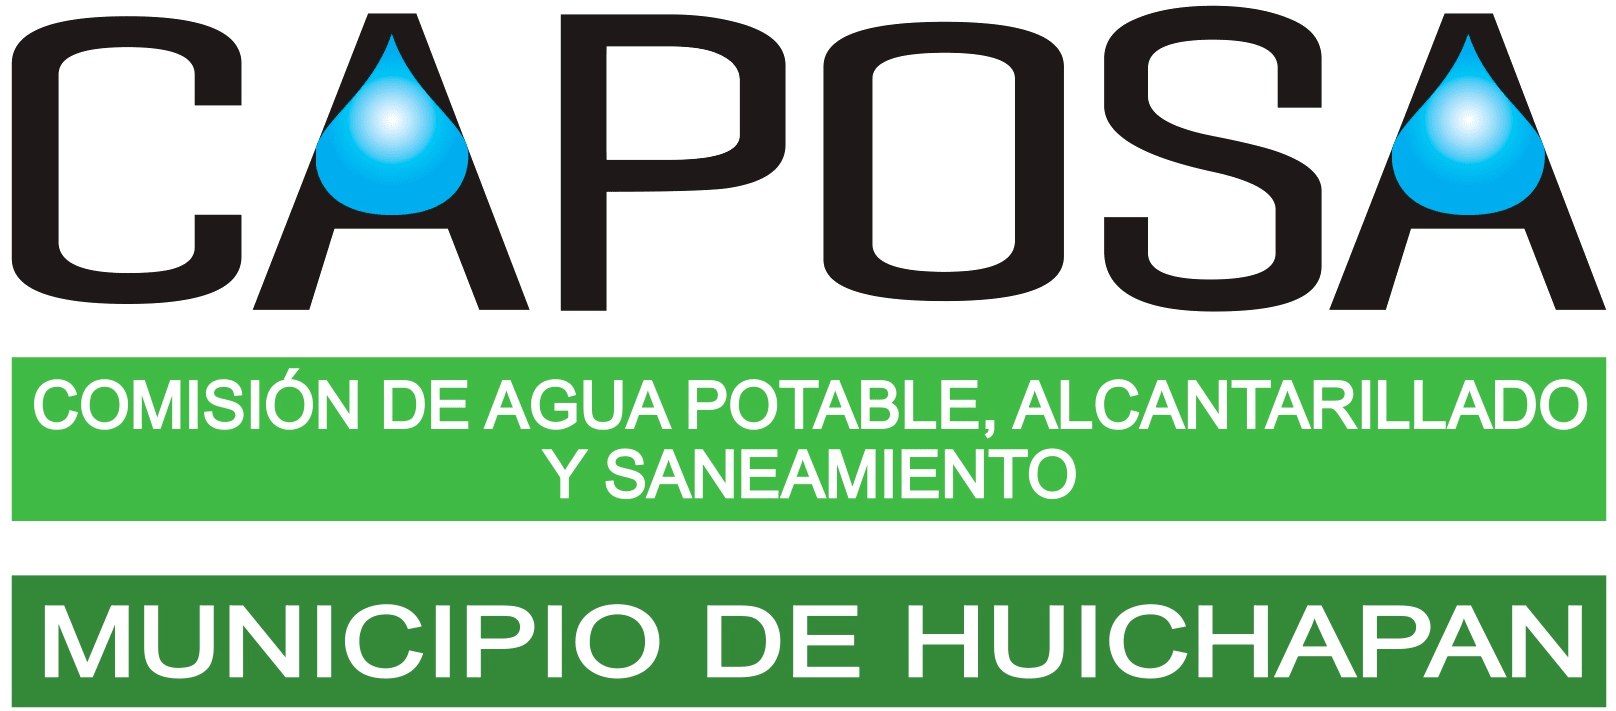 CAPOSA
COMISIÓN DE AGUA POTABLE, ALCANTARILLADO
Y SANEAMIENTO
MUNICIPIO DE HUICHAPAN